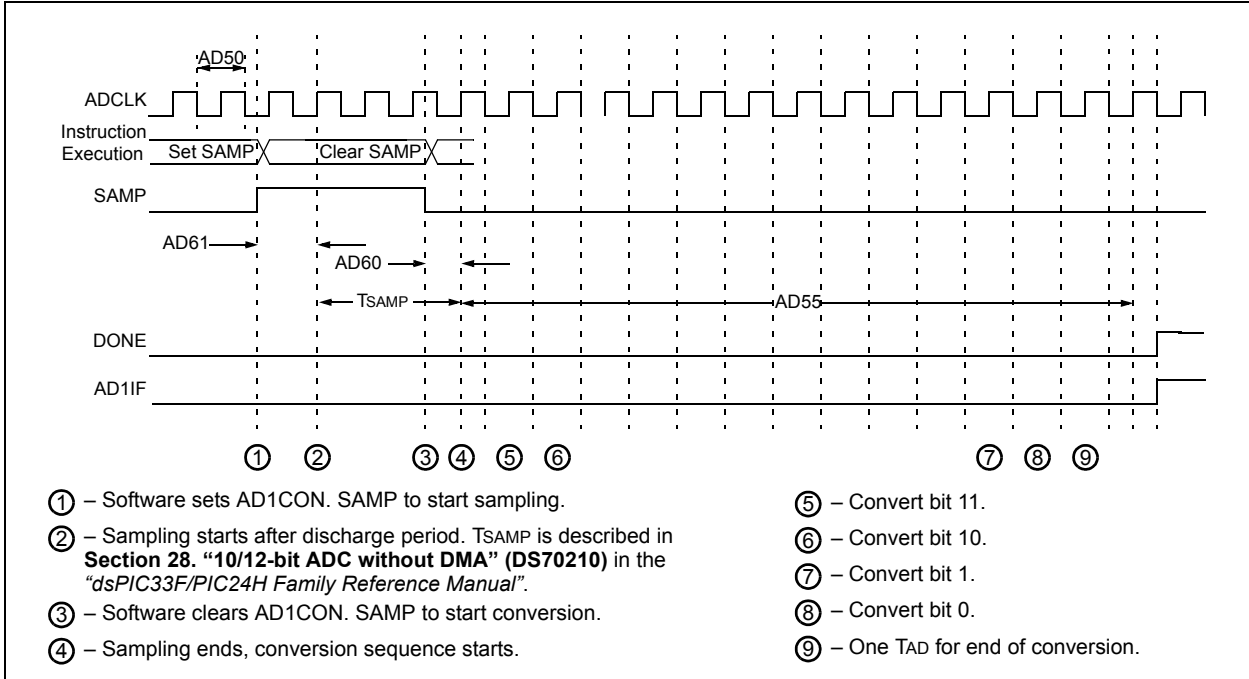 AD50
ADCLK
Instruction
Execution
Set SAMP
Clear SAMP
SAMP
AD61
AD60
TSAMP
AD55
DONE
AD1IF
1 2 3 4 5 6 7 8 9
1 – Software sets AD1CON. SAMP to start sampling.
2 – Sampling starts after discharge period. TSAMP is described in
Section 28. “10/12-bit ADC without DMA” (DS70210) in the
“dsPIC33F/PIC24H Family Reference Manual”.
3 – Software clears AD1CON. SAMP to start conversion.
4 – Sampling ends, conversion sequence starts.
5 – Convert bit 11.
6 – Convert bit 10.
7 – Convert bit 1.
8 – Convert bit 0.
9 – One TAD for end of conversion.